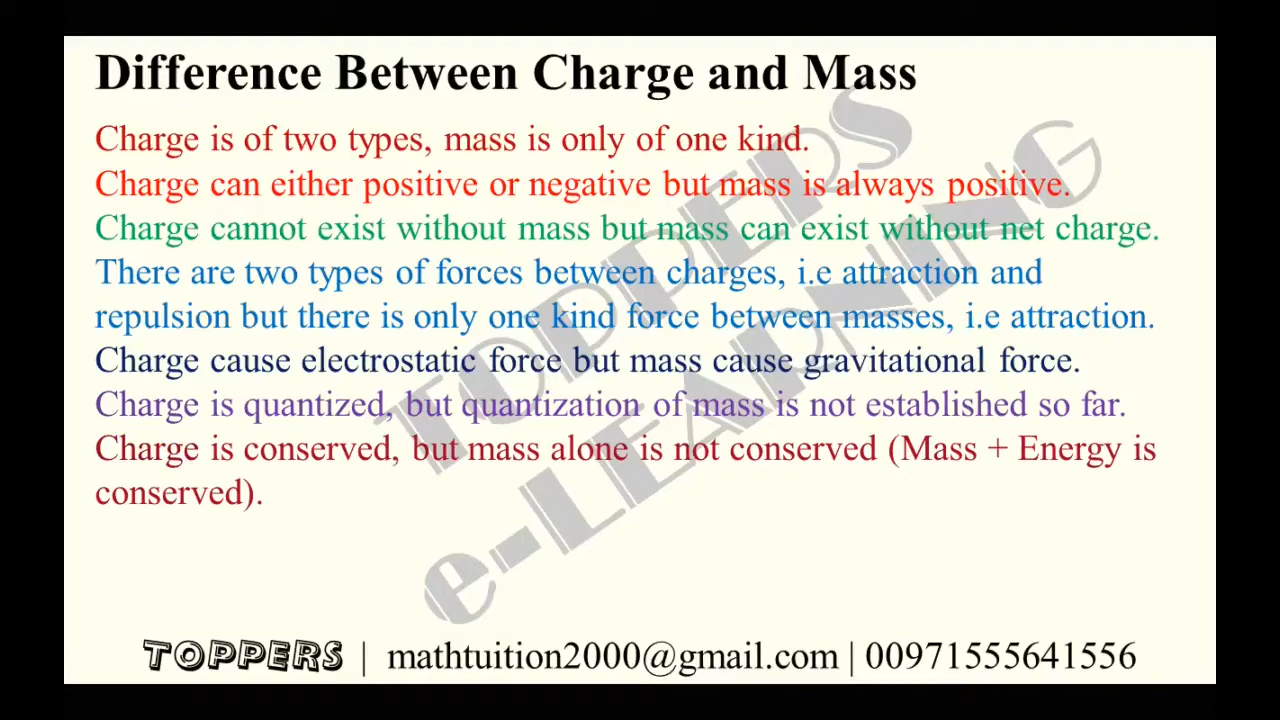 Difference Between Charge and Mass
Charge is of two types, mass is only of one kind.
Charge can either positive or negative but mass is always positive.
Charge cannot exist without mass but mass can exist without net charge.
There are two types of forces between charges, i.e attraction and
repulsion but there is only one kind force between masses, i.e attraction.
Charge cause electrostatic force but mass cause gravitational force.
Charge is quantized, but quantization of mass is not established so far.
Charge is conserved, but mass alone is not conserved (Mass + Energy is
conserved).
TOPPERS
e-LEARNING
TOPPERS | mathtuition2000@gmail.com | 00971555641556